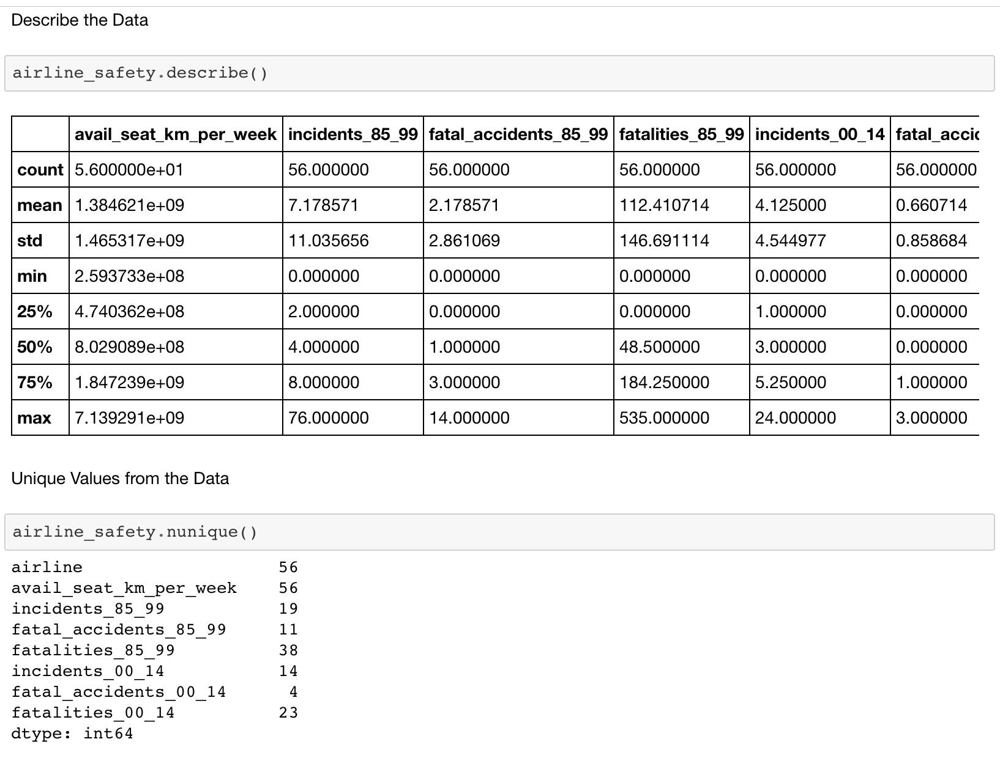 Describe the Data
airline_safety.describe()
avail_seat_km_per_week incidents_85_99 fatal_accidents_85_99 fatalities_85_99 incidents_00_14 fatal_accid
count 5.600000e+01 56.000000 56.000000 56.000000 56.000000 56.000000
mean 1.384621e+09 7.178571 2.178571 112.410714 4.125000 0.660714
std 1.465317e+09 11.035656 2.861069 146.691114 4.544977 0.858684
min 2.593733e+08 0.000000 0.000000 0.000000 0.000000 0.000000
25% 4.740362e+08 2.000000 0.000000 0.000000 1.000000 0.000000
50% 8.029089e+08 4.000000 1.000000 48.500000 3.000000 0.000000
75% 1.847239e+09 8.000000 3.000000 184.250000 5.250000 1.000000
max 7.139291e+09 76.000000 14.000000 535.000000 24.000000 3.000000
Unique Values from the Data
airline_safety.nunique()
airline 56
avail_seat_km_per_week 56
incidents_85_99 19
fatal_accidents_85_99 11
fatalities_85_99 38
incidents_00_14 14
fatal_accidents_00_14 4
fatalities_00_14 23
dtype: int64